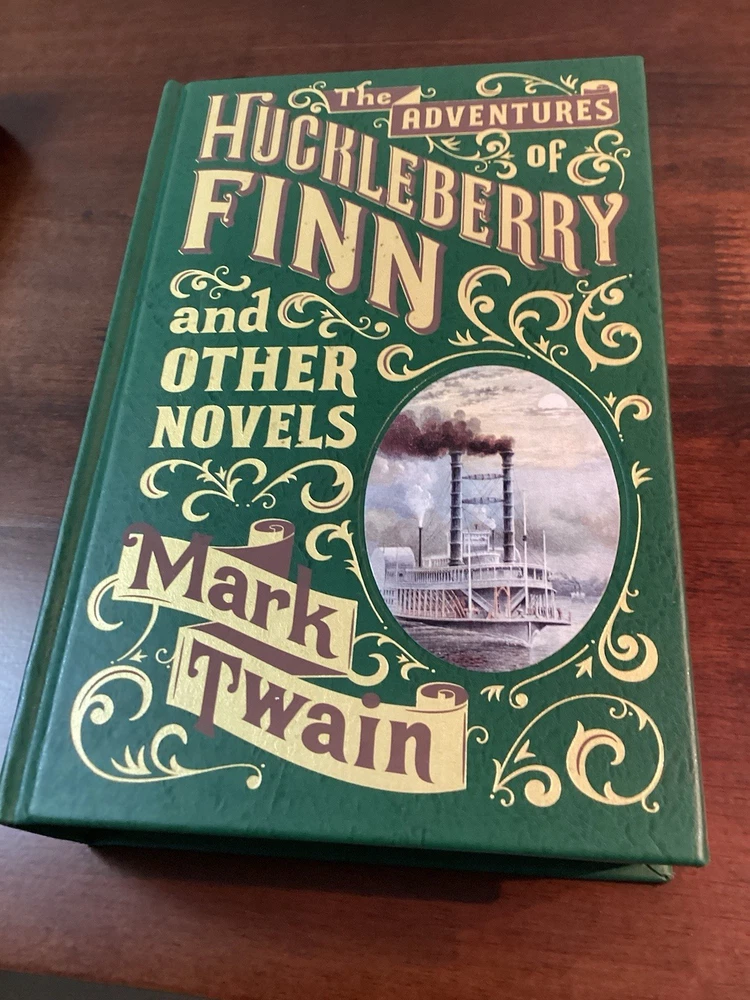 The
ADVENTURES
of
HUCKLEBERRY
FINN
and
OTHER
NOVELS
Mark
Twain